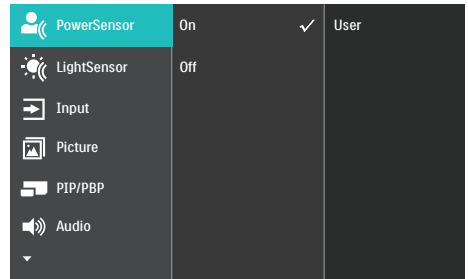 PowerSensor
On
User
LightSensor
Off
Input
Picture
PIP/PBP
Audio